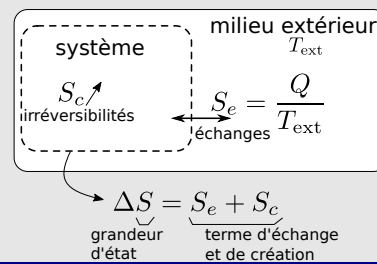 milieu extérieur
T_ext
système
S_c
irréversibilités
S_e = Q / T_ext
échanges
ΔS = S_e + S_c
grandeur d'état
terme d'échange et de création